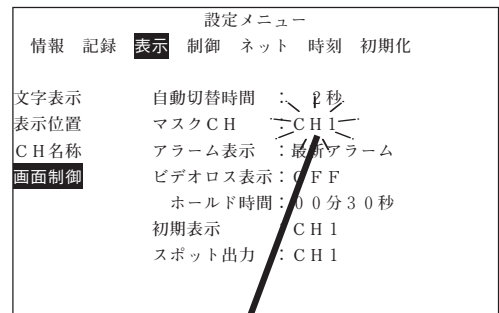 設定メニュー
情報 記録 表示 制御 ネット 時刻 初期化
文字表示 自動切替時間 : 2秒
表示位置 マスクCH :CH1
CH名称 アラーム表示 :最新アラーム
画面制御 ビデオロス表示:OFF
ホールド時間:00分30秒
初期表示 CH1
スポット出力 :CH1